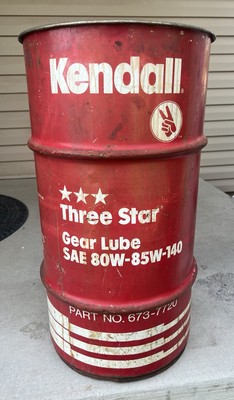 Kendall
Three Star
Gear Lube
SAE 80W-85W-140
PART NO. 673-7720